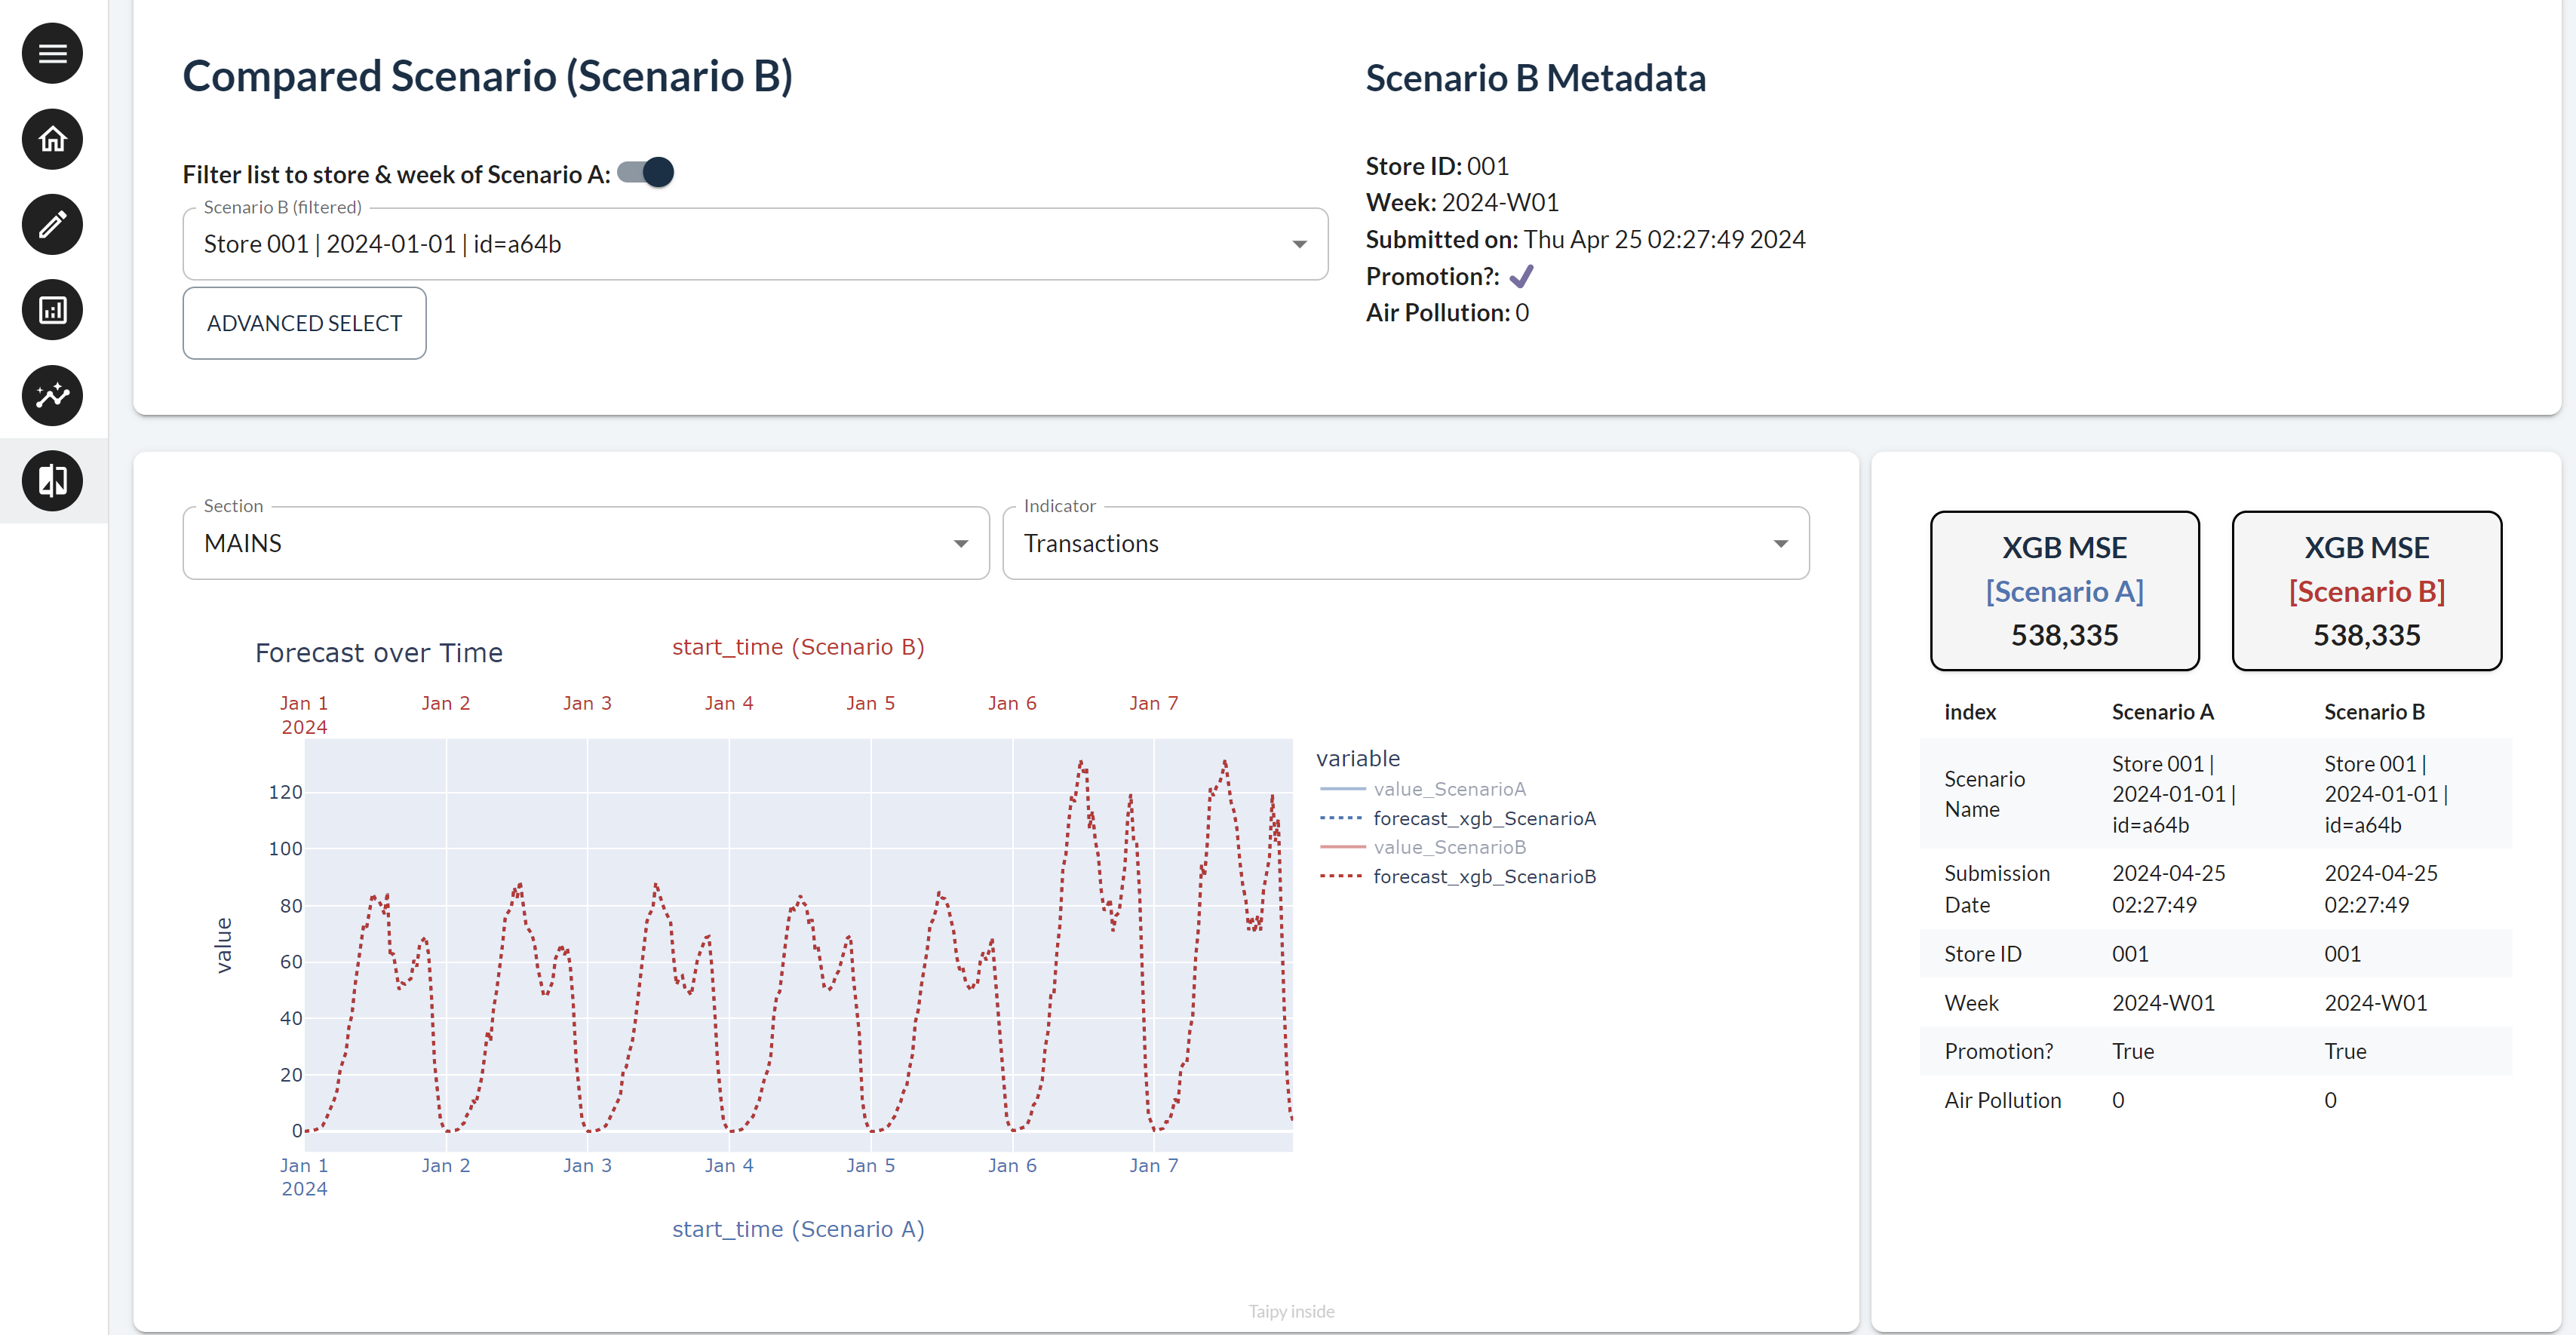 Compared Scenario (Scenario B)
Filter list to store & week of Scenario A:
Scenario B (filtered)
Store 001 | 2024-01-01 | id=a64b
ADVANCED SELECT
Scenario B Metadata
Store ID: 001
Week: 2024-W01
Submitted on: Thu Apr 25 02:27:49 2024
Promotion?:
Air Pollution: 0
Section
MAINS
Indicator
Transactions
Forecast over Time
start_time (Scenario B)
Jan 1 Jan 2 Jan 3 Jan 4 Jan 5 Jan 6 Jan 7
2024
value
120
100
80
60
40
20
0
Jan 1 Jan 2 Jan 3 Jan 4 Jan 5 Jan 6 Jan 7
2024
start_time (Scenario A)
variable
value_ScenarioA
forecast_xgb_ScenarioA
value_ScenarioB
forecast_xgb_ScenarioB
XGB MSE
[Scenario A]
538,335
XGB MSE
[Scenario B]
538,335
index Scenario A Scenario B
Scenario
Name
Store 001 |
2024-01-01 |
id=a64b
Store 001 |
2024-01-01 |
id=a64b
Submission
Date
2024-04-25
02:27:49
2024-04-25
02:27:49
Store ID 001 001
Week 2024-W01 2024-W01
Promotion? True True
Air Pollution 0 0
Taipy inside